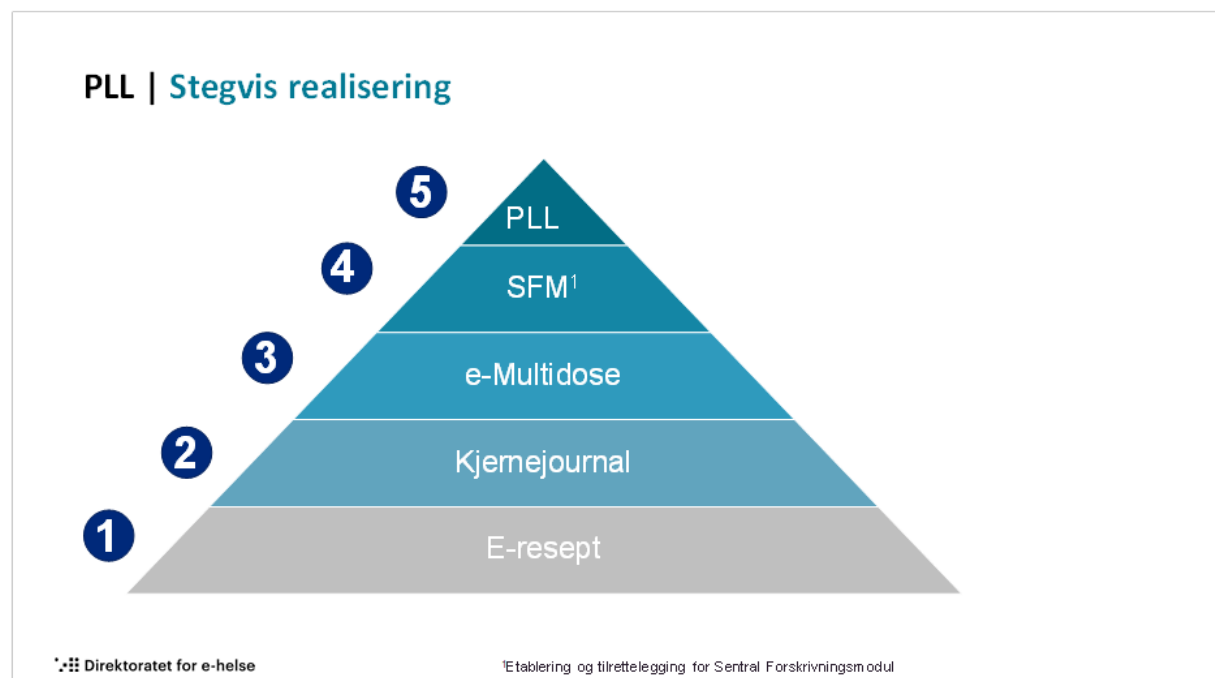 PLL | Stegvis realisering
5
PLL
4
SFM¹
3
e-Multidose
2
Kjernejournal
1
E-resept
Direktoratet for e-helse
¹Etablering og tilrettelegging for Sentral Forskrivningsmodul